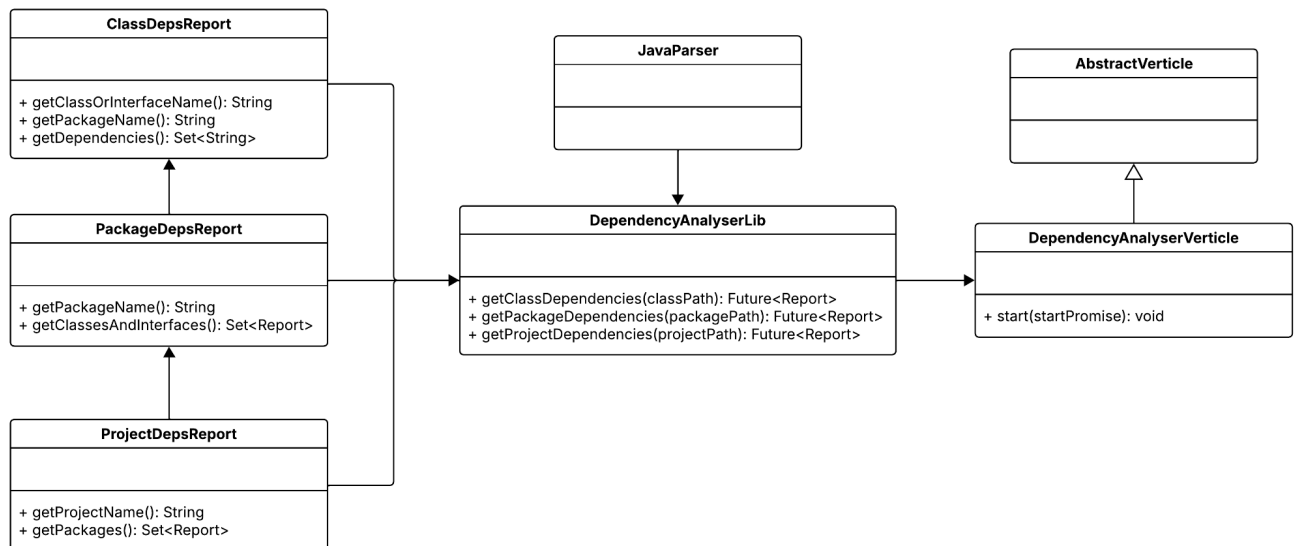 ClassDepsReport
+ getClassOrInterfaceName(): String
+ getPackageName(): String
+ getDependencies(): Set<String>
PackageDepsReport
+ getPackageName(): String
+ getClassesAndInterfaces(): Set<Report>
ProjectDepsReport
+ getProjectName(): String
+ getPackages(): Set<Report>
JavaParser
DependencyAnalyserLib
+ getClassDependencies(classPath): Future<Report>
+ getPackageDependencies(packagePath): Future<Report>
+ getProjectDependencies(projectPath): Future<Report>
AbstractVerticle
DependencyAnalyserVerticle
+ start(startPromise): void